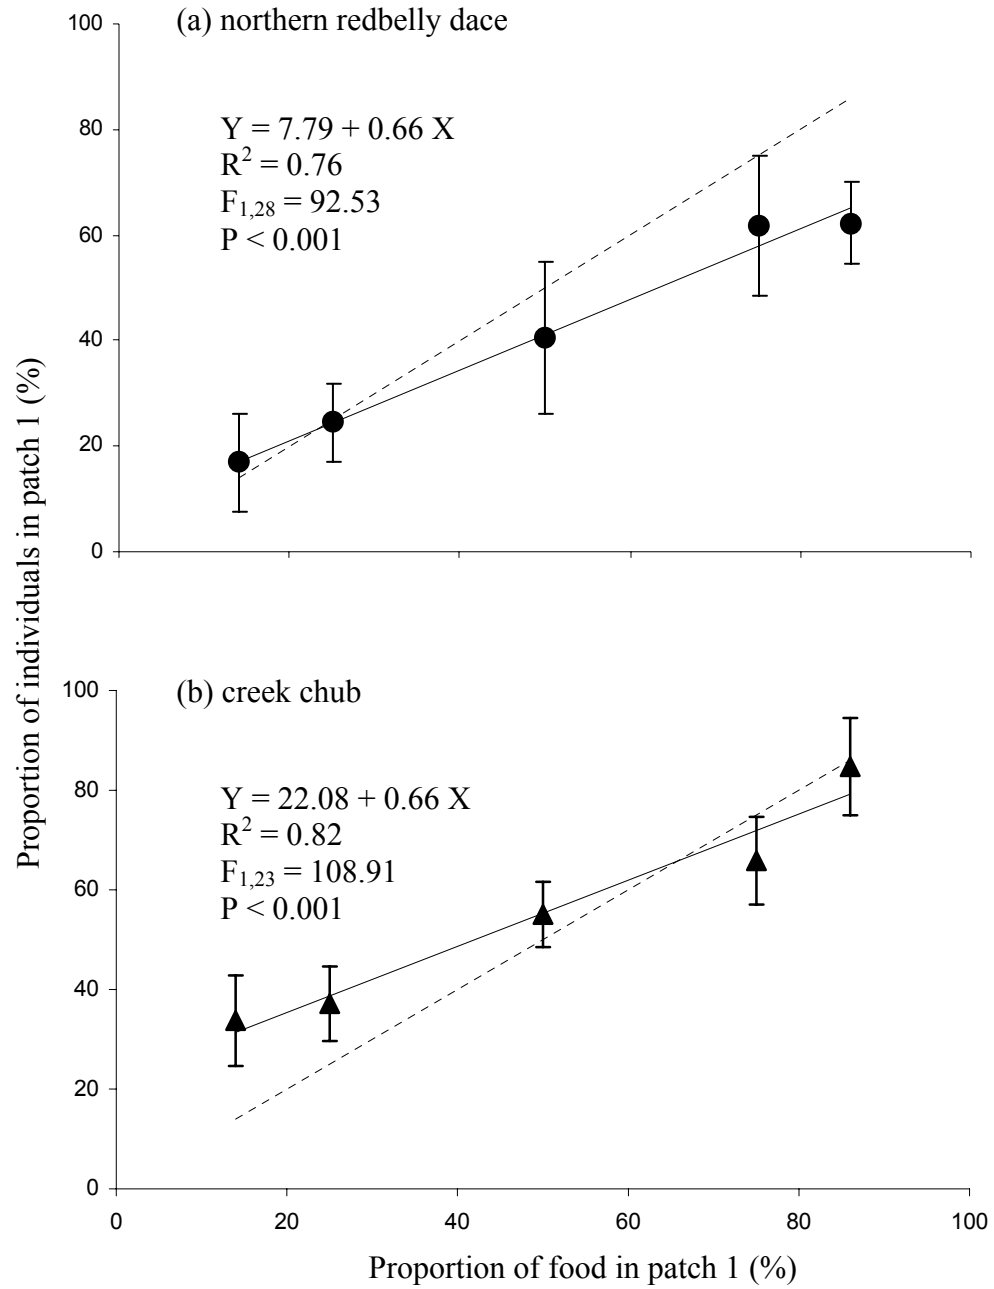 (a) northern redbelly dace
100
80
60
40
20
0
Y = 7.79 + 0.66 X
R² = 0.76
F₁,₂₈ = 92.53
P < 0.001
Proportion of individuals in patch 1 (%)
(b) creek chub
100
80
60
40
20
0
Y = 22.08 + 0.66 X
R² = 0.82
F₁,₂₃ = 108.91
P < 0.001
0 20 40 60 80 100
Proportion of food in patch 1 (%)